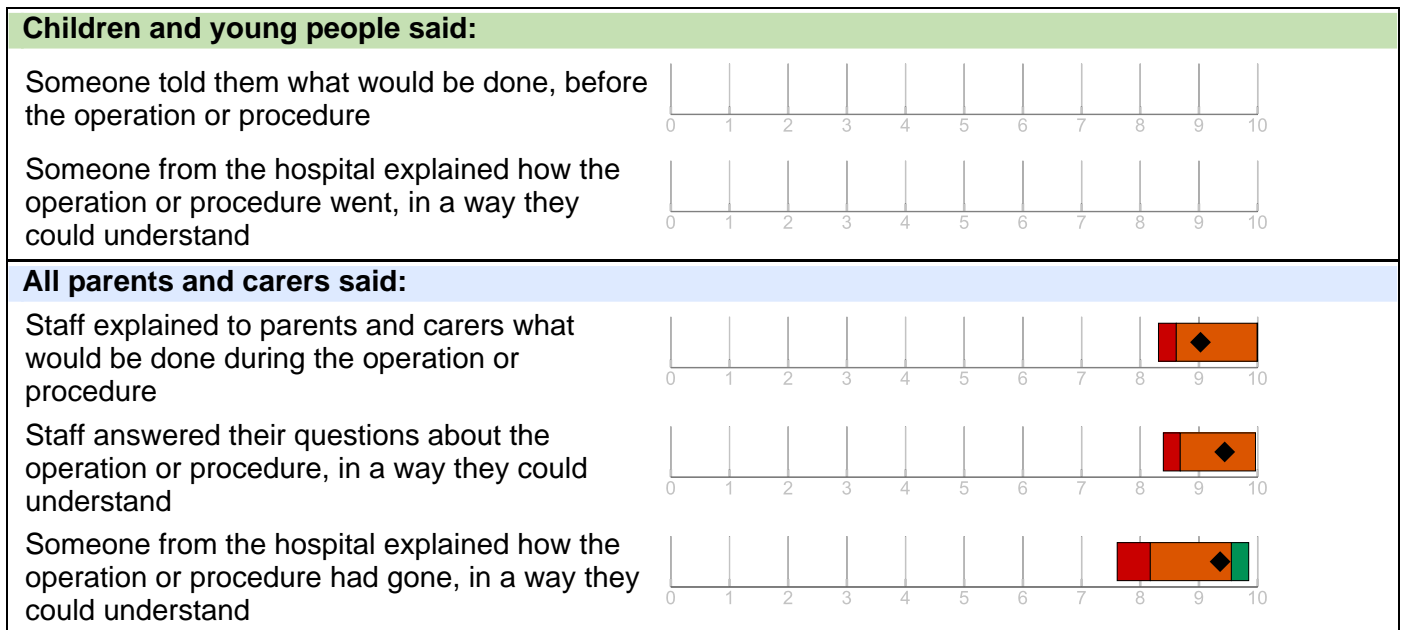 Children and young people said:
Someone told them what would be done, before
the operation or procedure
0 1 2 3 4 5 6 7 8 9 10
Someone from the hospital explained how the
operation or procedure went, in a way they
could understand
0 1 2 3 4 5 6 7 8 9 10
All parents and carers said:
Staff explained to parents and carers what
would be done during the operation or
procedure
0 1 2 3 4 5 6 7 8 9 10
Staff answered their questions about the
operation or procedure, in a way they could
understand
0 1 2 3 4 5 6 7 8 9 10
Someone from the hospital explained how the
operation or procedure had gone, in a way they
could understand
0 1 2 3 4 5 6 7 8 9 10